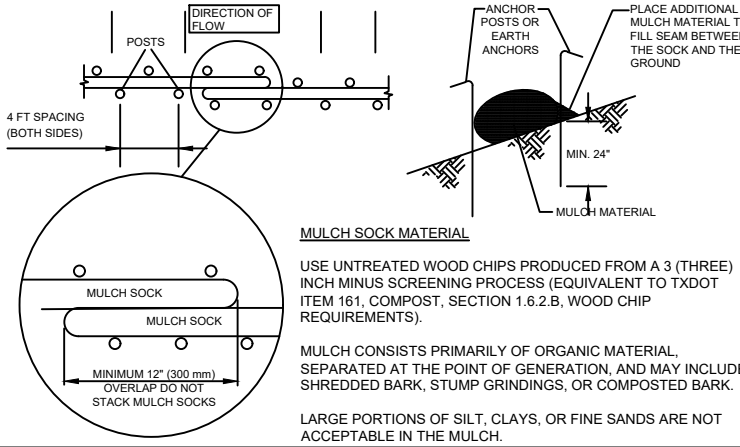 DIRECTION OF
FLOW
POSTS
4 FT SPACING
(BOTH SIDES)
ANCHOR
POSTS OR
EARTH
ANCHORS
PLACE ADDITIONAL
MULCH MATERIAL T
FILL SEAM BETWEE
THE SOCK AND THE
GROUND
MIN. 24"
MULCH MATERIAL
MULCH SOCK
MULCH SOCK
MINIMUM 12" (300 mm)
OVERLAP DO NOT
STACK MULCH SOCKS
MULCH SOCK MATERIAL
USE UNTREATED WOOD CHIPS PRODUCED FROM A 3 (THREE)
INCH MINUS SCREENING PROCESS (EQUIVALENT TO TXDOT
ITEM 161, COMPOST, SECTION 1.6.2.B, WOOD CHIP
REQUIREMENTS).
MULCH CONSISTS PRIMARILY OF ORGANIC MATERIAL,
SEPARATED AT THE POINT OF GENERATION, AND MAY INCLUDE
SHREDDED BARK, STUMP GRINDINGS, OR COMPOSTED BARK.
LARGE PORTIONS OF SILT, CLAYS, OR FINE SANDS ARE NOT
ACCEPTABLE IN THE MULCH.